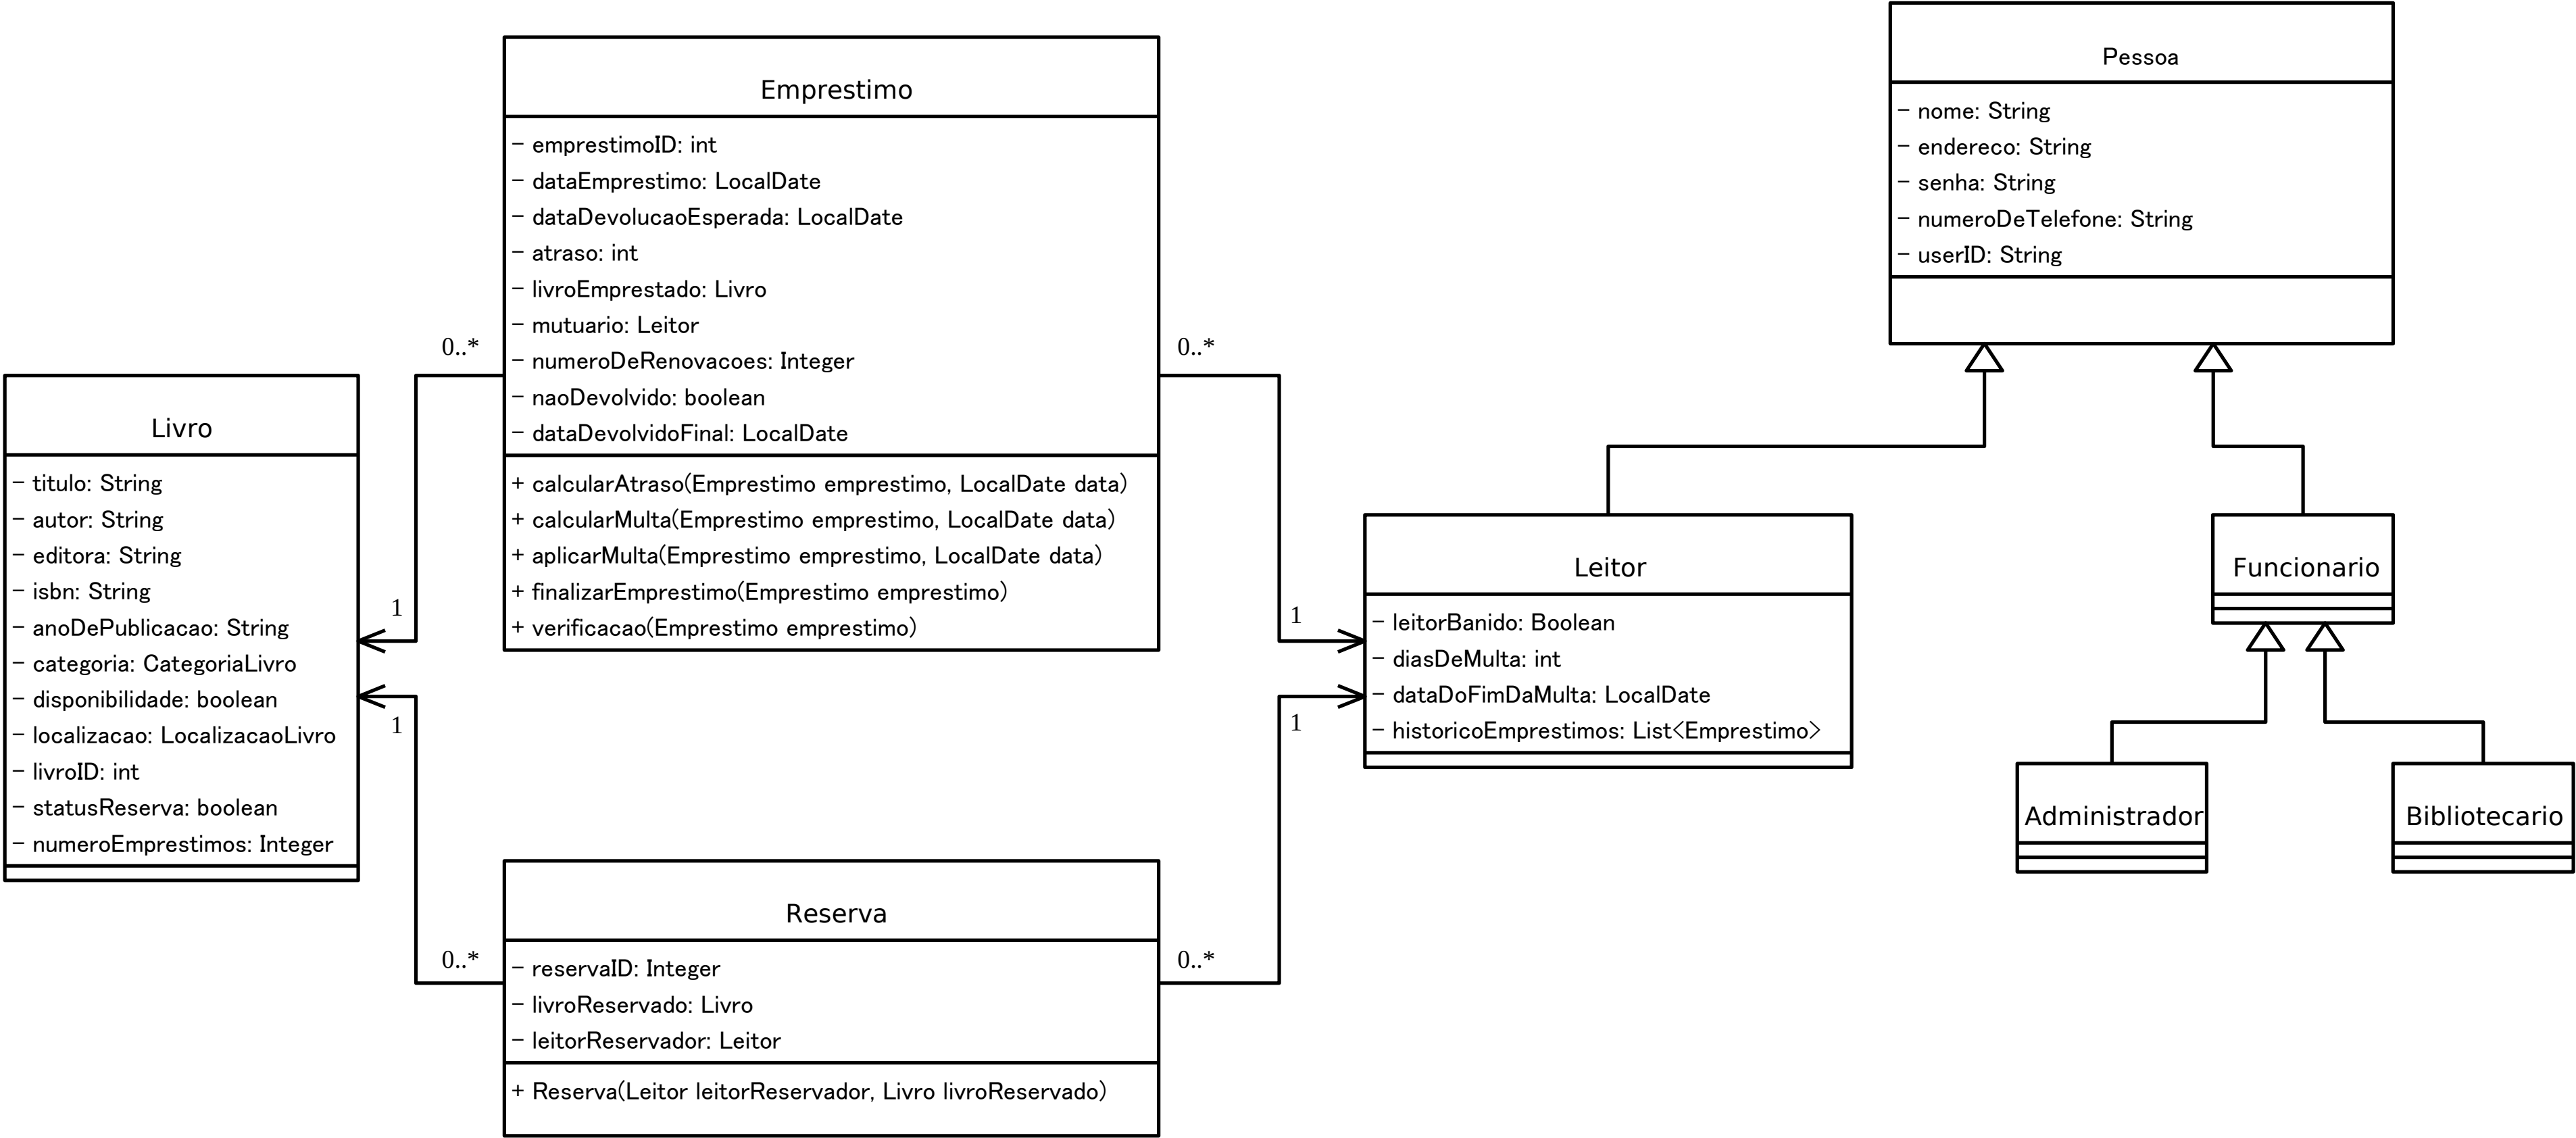 Pessoa
- nome: String
- endereco: String
- senha: String
- numeroDeTelefone: String
- userID: String
Emprestimo
- emprestimoID: int
- dataEmprestimo: LocalDate
- dataDevolucaoEsperada: LocalDate
- atraso: int
- livroEmprestado: Livro
- mutuario: Leitor
- numeroDeRenovacoes: Integer
- naoDevolvido: boolean
- dataDevolvidoFinal: LocalDate
+ calcularAtraso(Emprestimo emprestimo, LocalDate data)
+ calcularMulta(Emprestimo emprestimo, LocalDate data)
+ aplicarMulta(Emprestimo emprestimo, LocalDate data)
+ finalizarEmprestimo(Emprestimo emprestimo)
+ verificacao(Emprestimo emprestimo)
0..*
0..*
1
1
Livro
- titulo: String
- autor: String
- editora: String
- isbn: String
- anoDePublicacao: String
- categoria: CategoriaLivro
- disponibilidade: boolean
- localizacao: LocalizacaoLivro
- livroID: int
- statusReserva: boolean
- numeroEmprestimos: Integer
Leitor
- leitorBanido: Boolean
- diasDeMulta: int
- dataDoFimDaMulta: LocalDate
- historicoEmprestimos: List<Emprestimo>
Funcionario
Administrador
Bibliotecario
1
1
0..*
0..*
Reserva
- reservaID: Integer
- livroReservado: Livro
- leitorReservador: Leitor
+ Reserva(Leitor leitorReservador, Livro livroReservado)